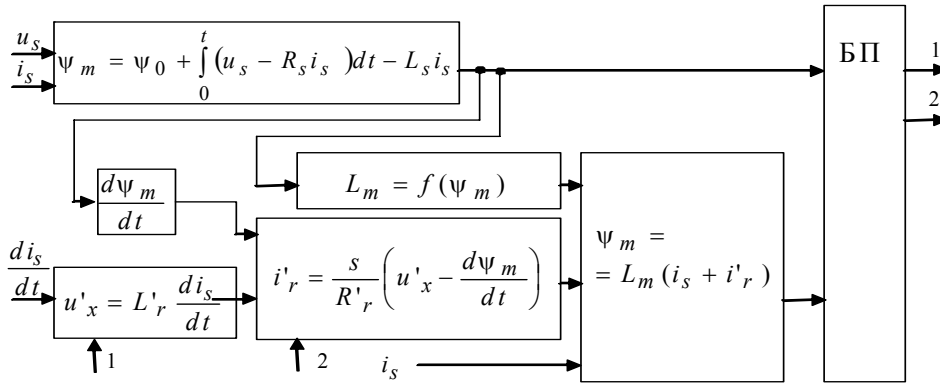 u_s
i_s
ψ_m = ψ_0 + ∫_0^t (u_s − R_s i_s )dt − L_s i_s
БП
1
2
L_m = f(ψ_m)
dψ_m/dt
ψ_m =
= L_m (i_s + i'_r)
di_s/dt
u'_x = L'_r di_s/dt
i'_r = s/R'_r (u'_x − dψ_m/dt)
1
2
i_s